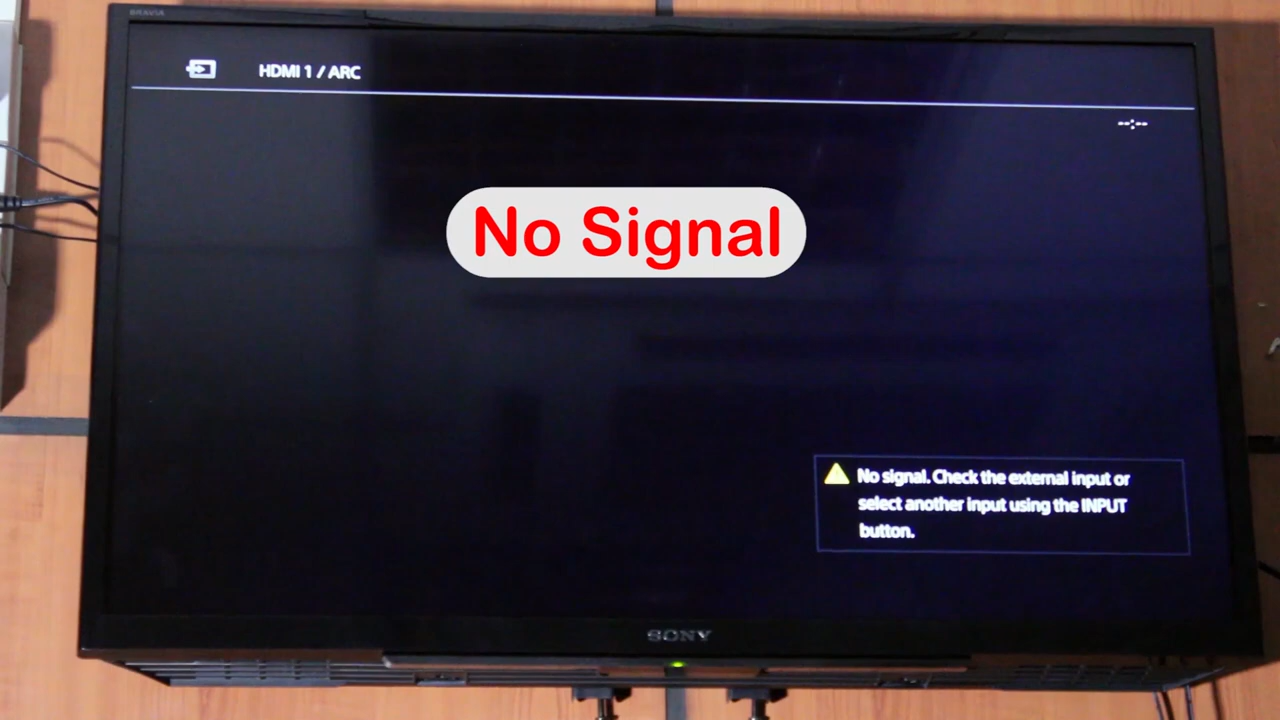 BRAVIA
HDMI 1 / ARC
--:--
No Signal
No signal. Check the external input or
select another input using the INPUT
button.
SONY